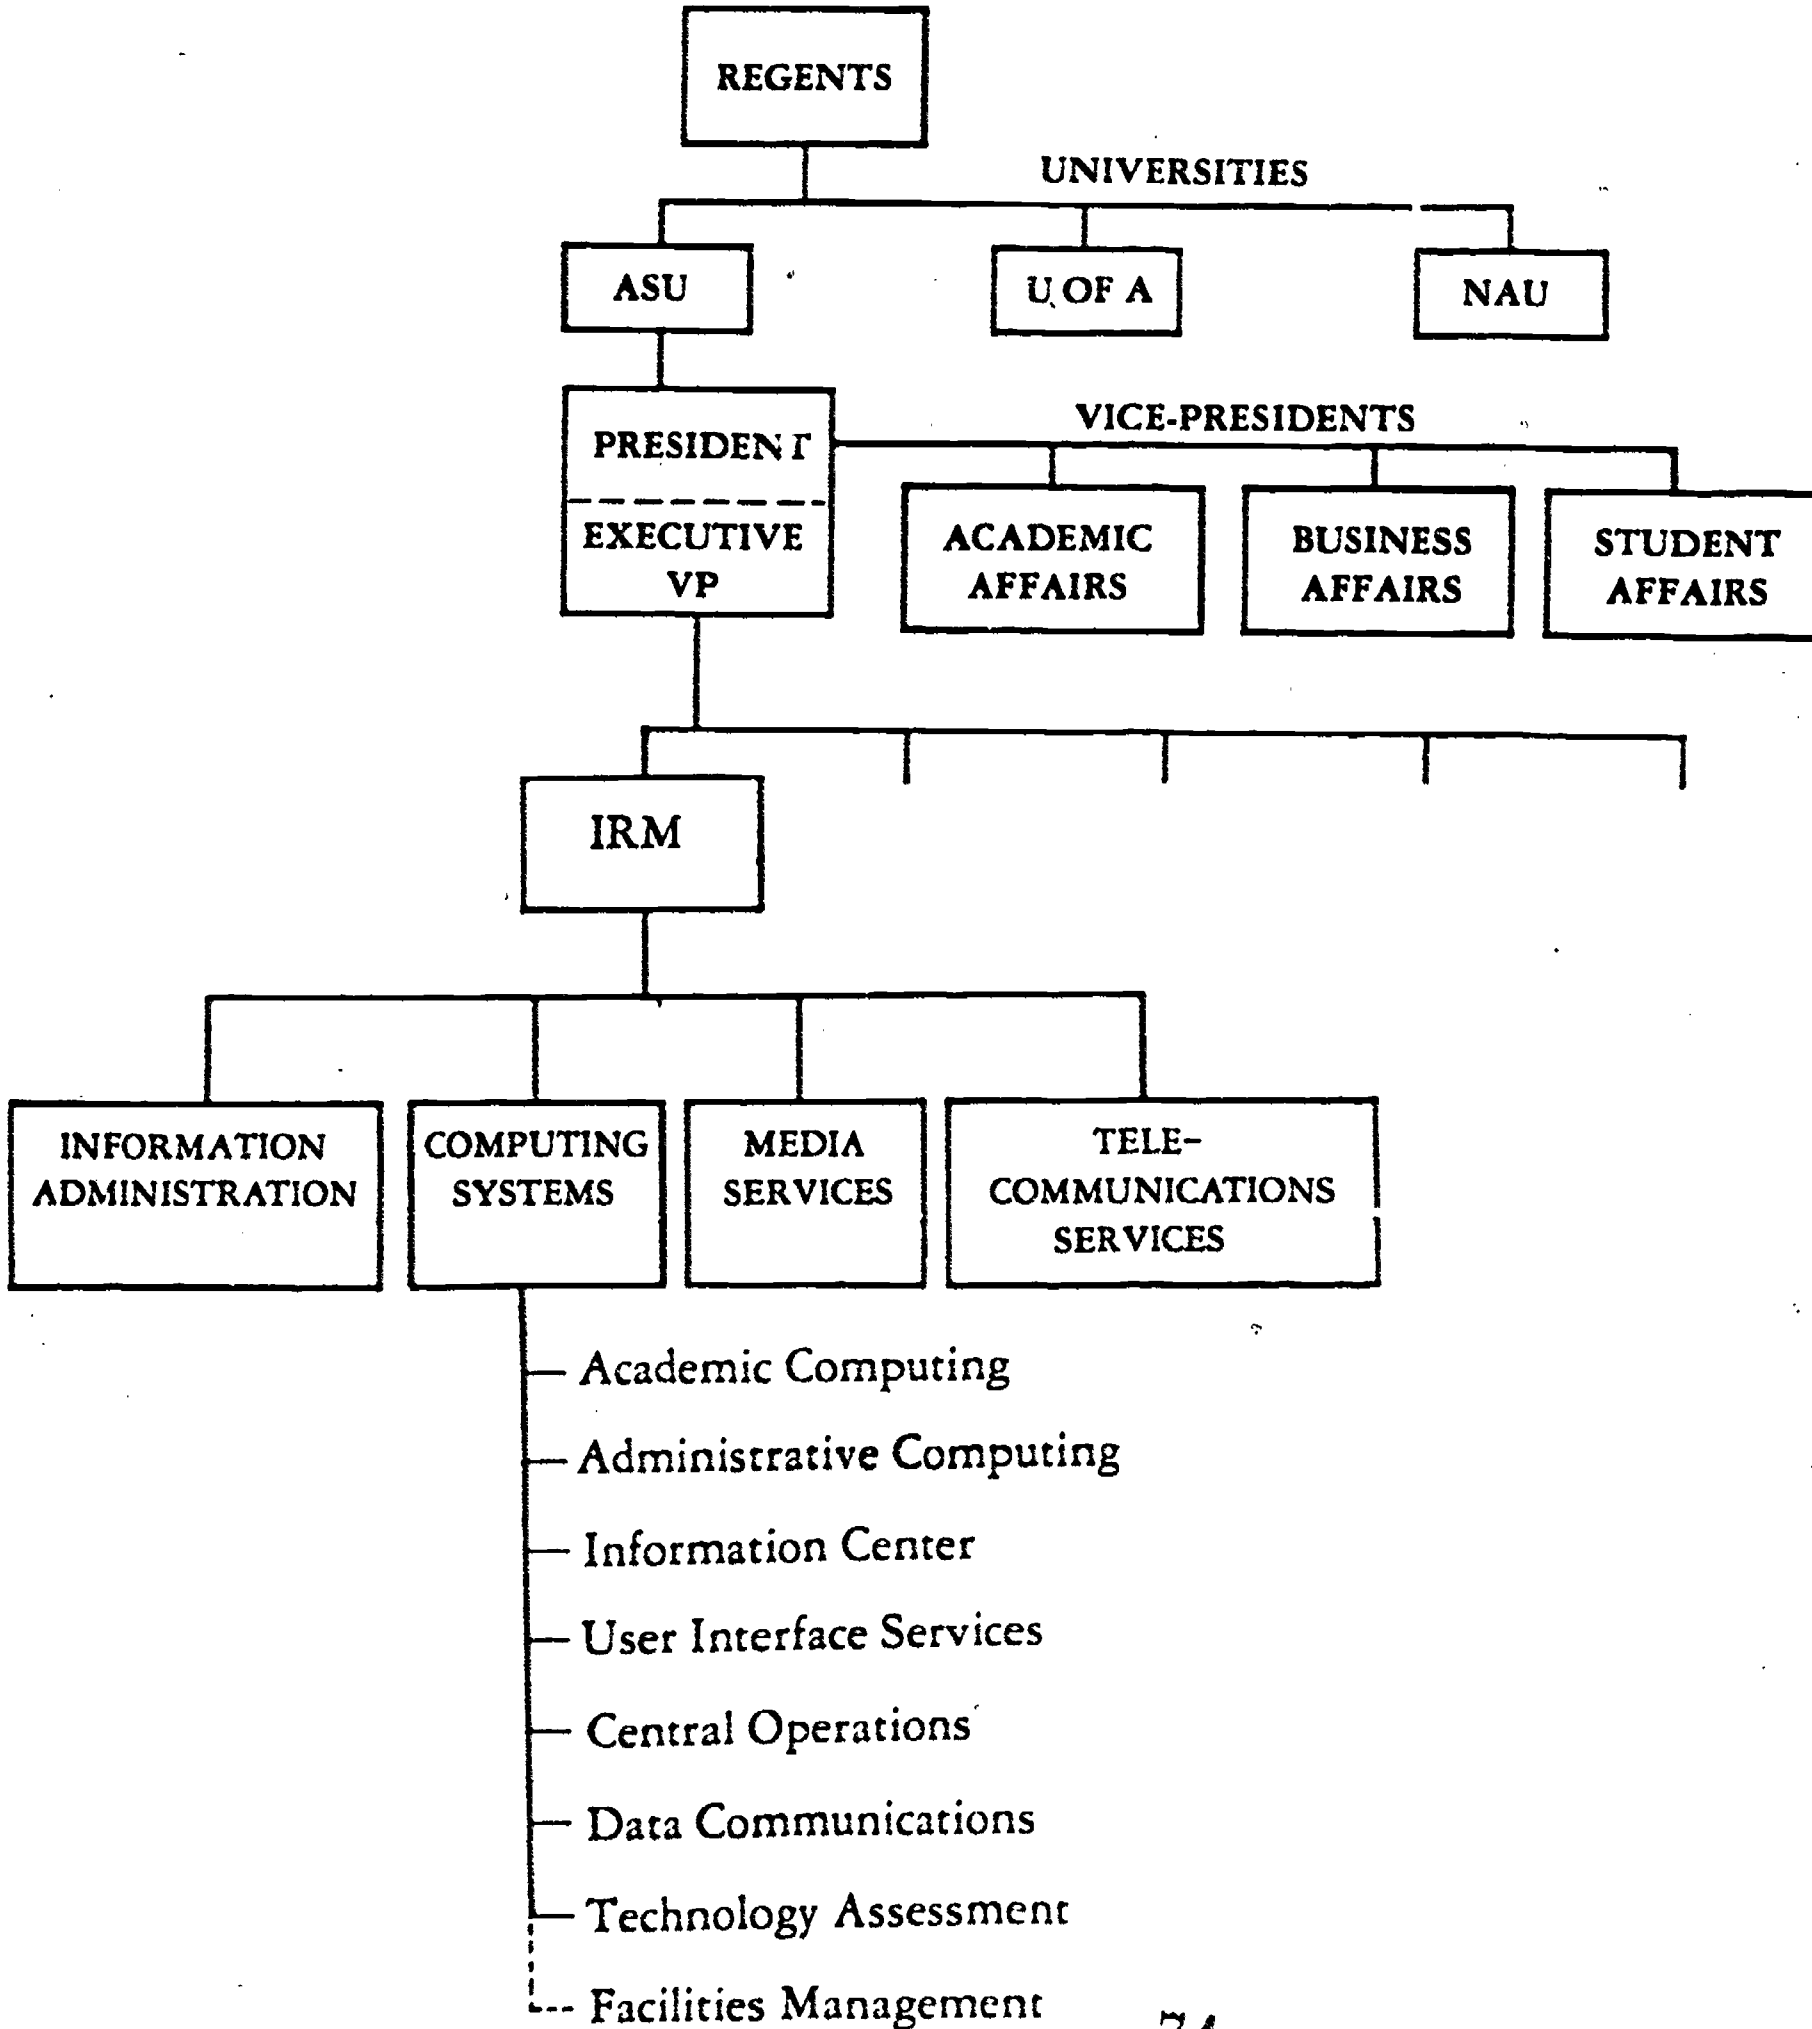 REGENTS
UNIVERSITIES
ASU
U OF A
NAU
PRESIDENT
EXECUTIVE
VP
VICE-PRESIDENTS
ACADEMIC
AFFAIRS
BUSINESS
AFFAIRS
STUDENT
AFFAIRS
IRM
INFORMATION
ADMINISTRATION
COMPUTING
SYSTEMS
MEDIA
SERVICES
TELE-
COMMUNICATIONS
SERVICES
Academic Computing
Administrative Computing
Information Center
User Interface Services
Central Operations
Data Communications
Technology Assessment
Facilities Management